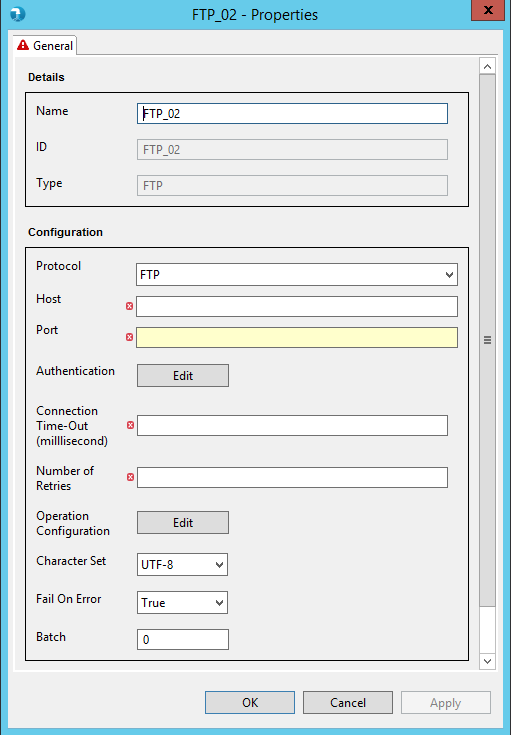 FTP_02 - Properties
General
Details
Name
FTP_02
ID
FTP_02
Type
FTP
Configuration
Protocol
FTP
Host
Port
Authentication
Edit
Connection
Time-Out
(milllisecond)
Number of
Retries
Operation
Configuration
Edit
Character Set
UTF-8
Fail On Error
True
Batch
0
OK
Cancel
Apply